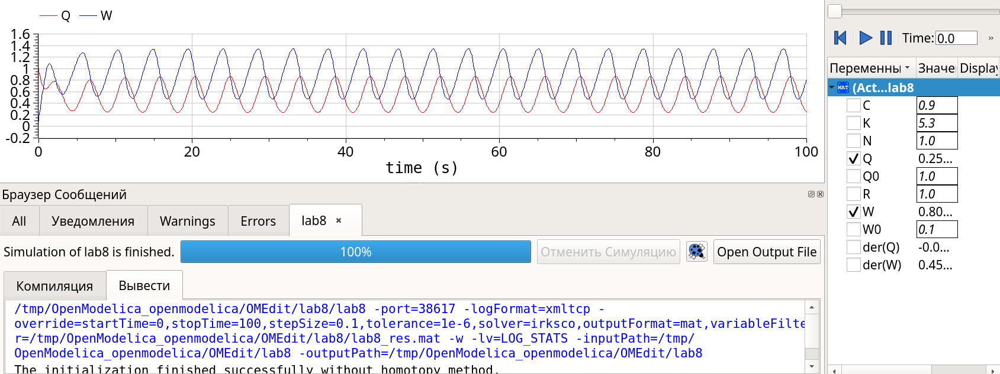 Q W
1.6
1.4
1.2
1
0.8
0.6
0.4
0.2
0
-0.2
0 20 40 60 80 100
time (s)
Time: 0.0 »
Переменны Значе Display
MAT (Act...lab8
C 0.9
K 5.3
N 1.0
Q 0.25...
Q0 1.0
R 1.0
W 0.80...
W0 0.1
der(Q) -0.0...
der(W) 0.45...
Браузер Сообщений
All Уведомления Warnings Errors lab8
Simulation of lab8 is finished. 100% Отменить Симуляцию Open Output File
Компиляция Вывести
/tmp/OpenModelica_openmodelica/OMEdit/lab8/lab8 -port=38617 -logFormat=xmltcp -
override=startTime=0,stopTime=100,stepSize=0.1,tolerance=1e-6,solver=irksco,outputFormat=mat,variableFilte
r=/tmp/OpenModelica_openmodelica/OMEdit/lab8/lab8_res.mat -w -lv=LOG_STATS -inputPath=/tmp/
OpenModelica_openmodelica/OMEdit/lab8 -outputPath=/tmp/OpenModelica_openmodelica/OMEdit/lab8
The initialization finished successfully without homotopy method.